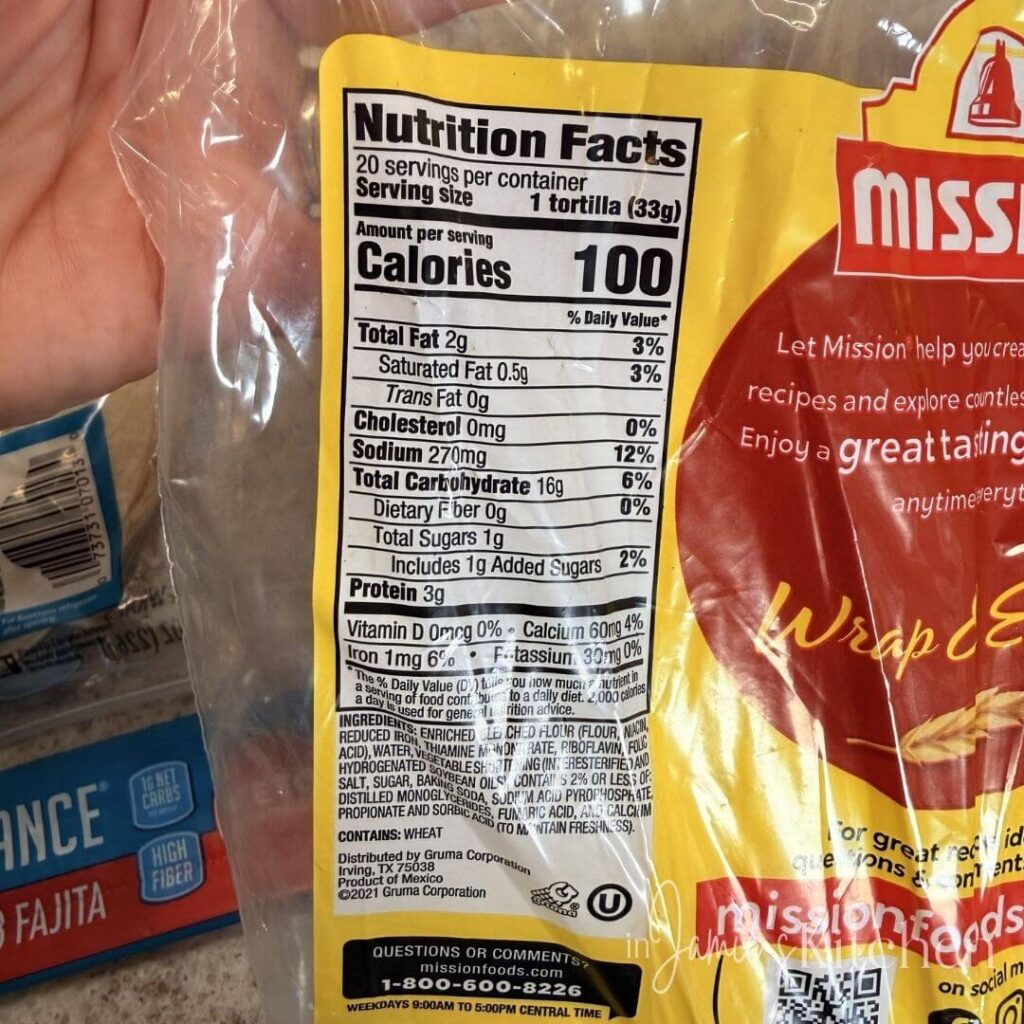 Nutrition Facts
20 servings per container
Serving size 1 tortilla (33g)
Amount per serving
Calories 100
% Daily Value*
Total Fat 2g 3%
Saturated Fat 0.5g 3%
Trans Fat 0g
Cholesterol 0mg 0%
Sodium 270mg 12%
Total Carbohydrate 16g 6%
Dietary Fiber 0g 0%
Total Sugars 1g
Includes 1g Added Sugars 2%
Protein 3g
Vitamin D 0mcg 0% • Calcium 60mg 4%
Iron 1mg 6% • Potassium 30mg 0%
*The % Daily Value (DV) tells you how much a nutrient in
a serving of food contributes to a daily diet. 2,000 calories
a day is used for general nutrition advice.
INGREDIENTS: ENRICHED BLEACHED FLOUR (FLOUR, NIACIN,
REDUCED IRON, THIAMINE MONONITRATE, RIBOFLAVIN, FOLIC
ACID), WATER, VEGETABLE SHORTENING (INTERESTERIFIED AND
HYDROGENATED SOYBEAN OILS), CONTAINS 2% OR LESS OF:
SALT, SUGAR, BAKING SODA, SODIUM ACID PYROPHOSPHATE,
DISTILLED MONOGLYCERIDES, FUMARIC ACID, AND CALCIUM
PROPIONATE AND SORBIC ACID (TO MAINTAIN FRESHNESS).
CONTAINS: WHEAT
Distributed by Gruma Corporation
Irving, TX 75038
Product of Mexico
©2021 Gruma Corporation
gruma
U
QUESTIONS OR COMMENTS?
missionfoods.com
1-800-600-8226
WEEKDAYS 9:00AM TO 5:00PM CENTRAL TIME
MISSI
Let Mission® help you crea
recipes and explore countles
Enjoy a great tasting
anytime
Wrap & E
For great
questions &
missionfoods
on social m
in Jamie's Kitchen
73731 07013
ANCE®
1G NET
CARBS
HIGH
FIBER
8 FAJITA